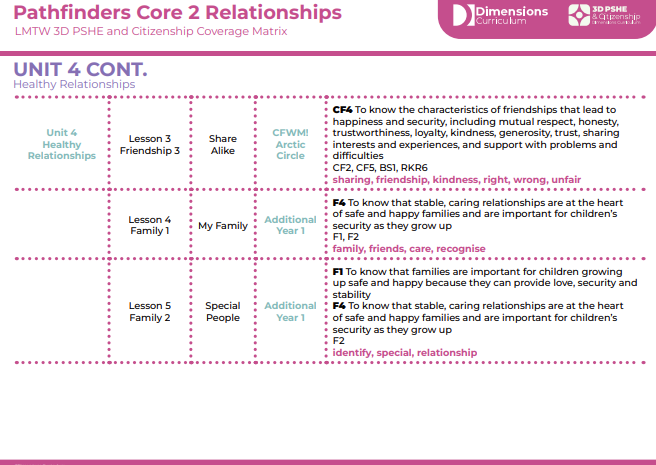 Pathfinders Core 2 Relationships
LMTW 3D PSHE and Citizenship Coverage Matrix
Dimensions
Curriculum
3D PSHE
& Citizenship
Dimensions Curriculum
UNIT 4 CONT.
Healthy Relationships
Unit 4
Healthy
Relationships
Lesson 3
Friendship 3
Share
Alike
CFWM!
Arctic
Circle
CF4 To know the characteristics of friendships that lead to
happiness and security, including mutual respect, honesty,
trustworthiness, loyalty, kindness, generosity, trust, sharing
interests and experiences, and support with problems and
difficulties
CF2, CF5, BS1, RKR6
sharing, friendship, kindness, right, wrong, unfair
Lesson 4
Family 1
My Family
Additional
Year 1
F4 To know that stable, caring relationships are at the heart
of safe and happy families and are important for children's
security as they grow up
F1, F2
family, friends, care, recognise
Lesson 5
Family 2
Special
People
Additional
Year 1
F1 To know that families are important for children growing
up safe and happy because they can provide love, security and
stability
F4 To know that stable, caring relationships are at the heart
of safe and happy families and are important for children's
security as they grow up
F2
identify, special, relationship